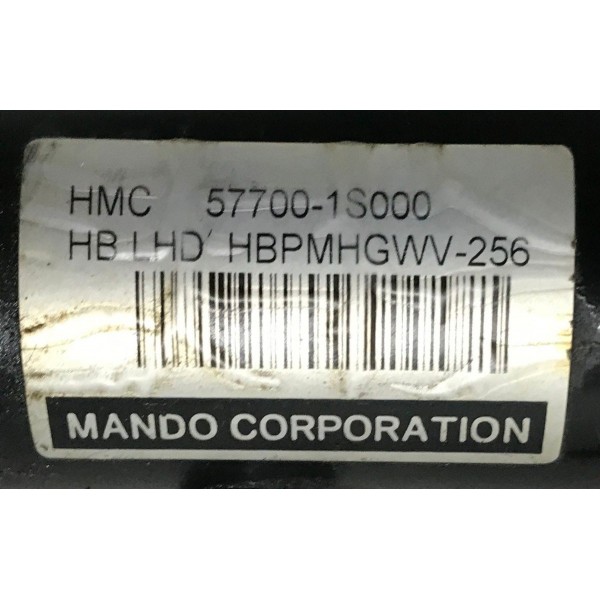 HMC 57700-1S000
HB LHD HBPMHGWV-256
MANDO CORPORATION